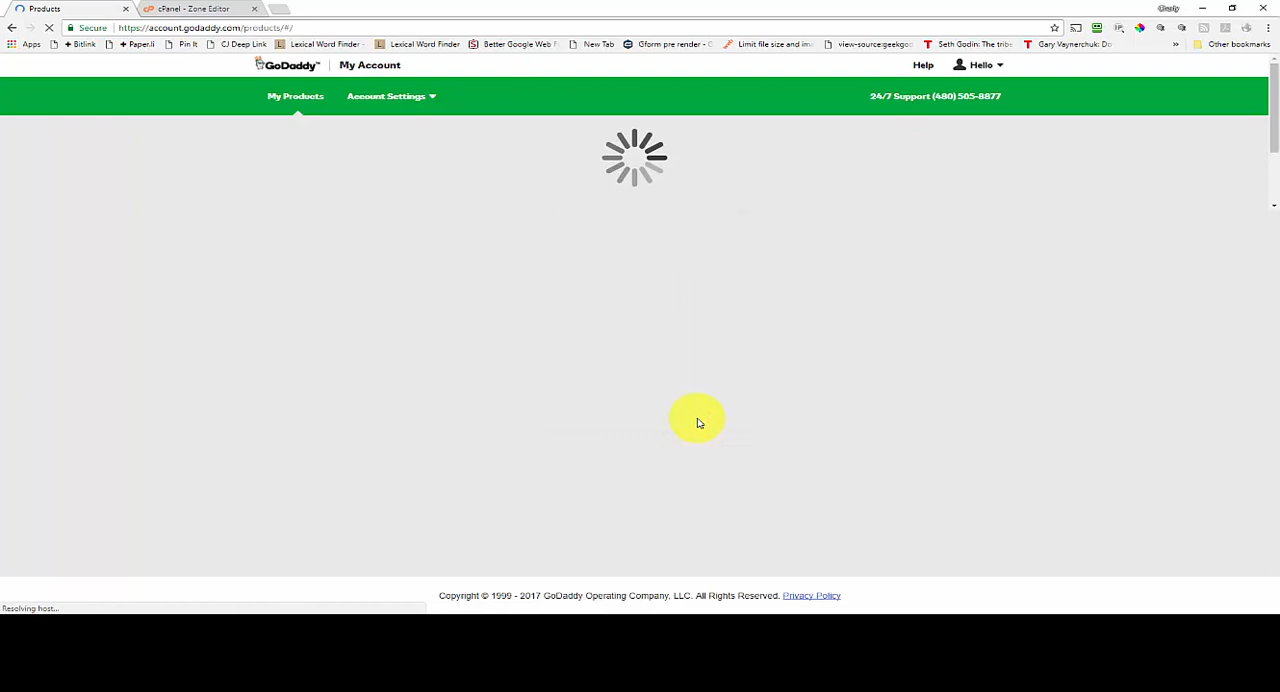 Products
cPanel - Zone Editor
Secure
https://account.godaddy.com/products/#/
Apps
+ Bitlink
+ Paper.li
Pin It
CJ Deep Link
Lexical Word Finder -
Lexical Word Finder
Better Google Web F
New Tab
Gform pre render - G
Limit file size and ima
view-source:geekgo
Seth Godin: The tribe
Gary Vaynerchuk: Do
»
Other bookmarks
GoDaddy™
My Account
Help
Hello
My Products
Account Settings
24/7 Support (480) 505-8877
Copyright © 1999 - 2017 GoDaddy Operating Company, LLC. All Rights Reserved. Privacy Policy
Resolving host...